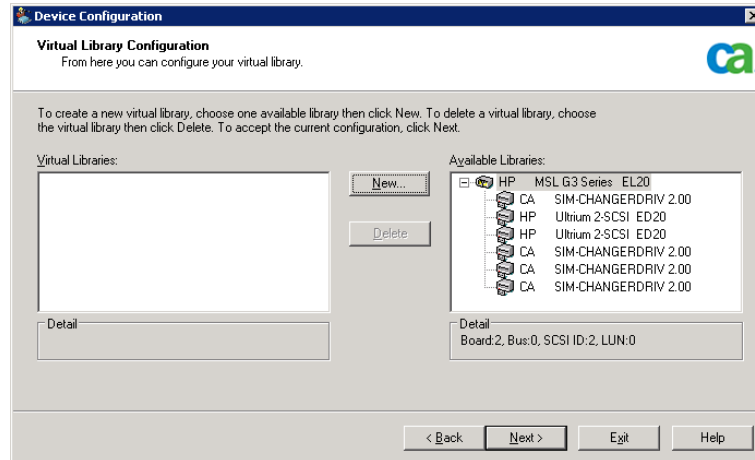 Device Configuration
Virtual Library Configuration
From here you can configure your virtual library.
ca
To create a new virtual library, choose one available library then click New. To delete a virtual library, choose
the virtual library then click Delete. To accept the current configuration, click Next.
Virtual Libraries:
New...
Delete
Detail
Available Libraries:
HP MSL G3 Series EL20
CA SIM-CHANGERDRIV 2.00
HP Ultrium 2-SCSI ED20
HP Ultrium 2-SCSI ED20
CA SIM-CHANGERDRIV 2.00
CA SIM-CHANGERDRIV 2.00
CA SIM-CHANGERDRIV 2.00
Detail
Board:2, Bus:0, SCSI ID:2, LUN:0
< Back
Next >
Exit
Help